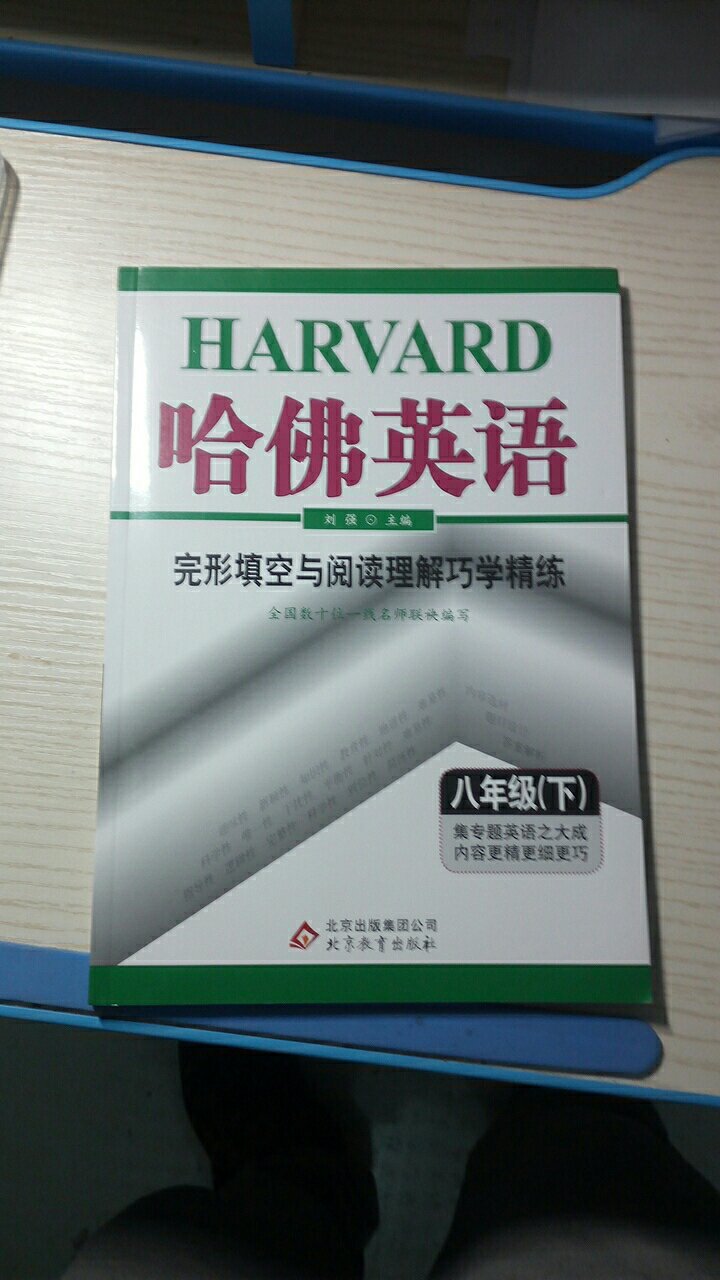 HARVARD
哈佛英语
刘强⊙主编
完形填空与阅读理解巧学精练
全国数十位一线名师联袂编写
八年级(下)
集专题英语之大成
内容更精更细更巧
北京出版集团公司
北京教育出版社